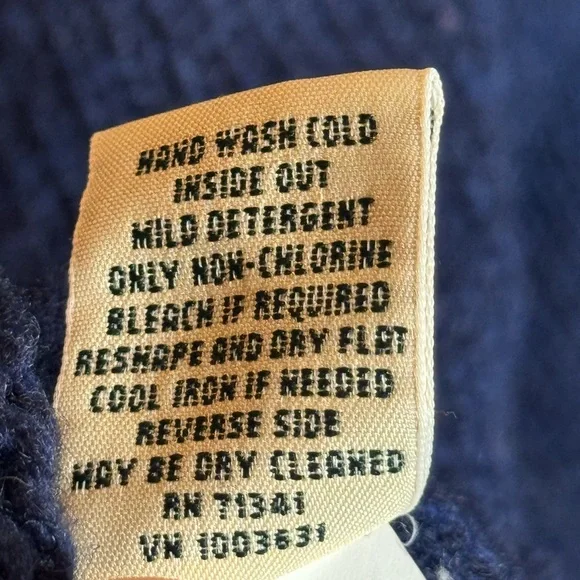 HAND WASH COLD
INSIDE OUT
MILD DETERGENT
ONLY NON-CHLORINE
BLEACH IF REQUIRED
RESHAPE AND DRY FLAT
COOL IRON IF NEEDED
REVERSE SIDE
MAY BE DRY CLEANED
RN 71341
VN 1003631